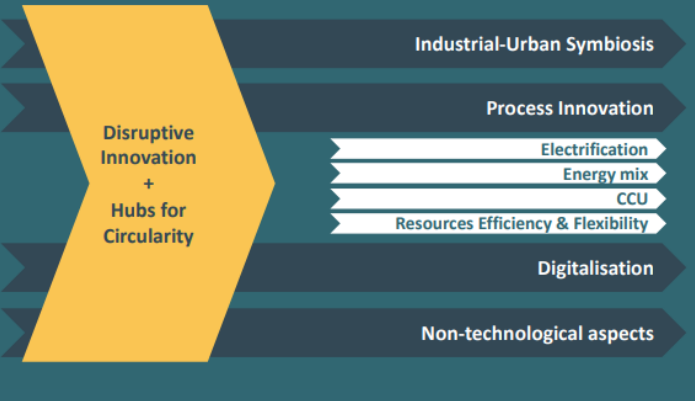 Disruptive
Innovation
+
Hubs for
Circularity
Industrial-Urban Symbiosis
Process Innovation
Electrification
Energy mix
CCU
Resources Efficiency & Flexibility
Digitalisation
Non-technological aspects